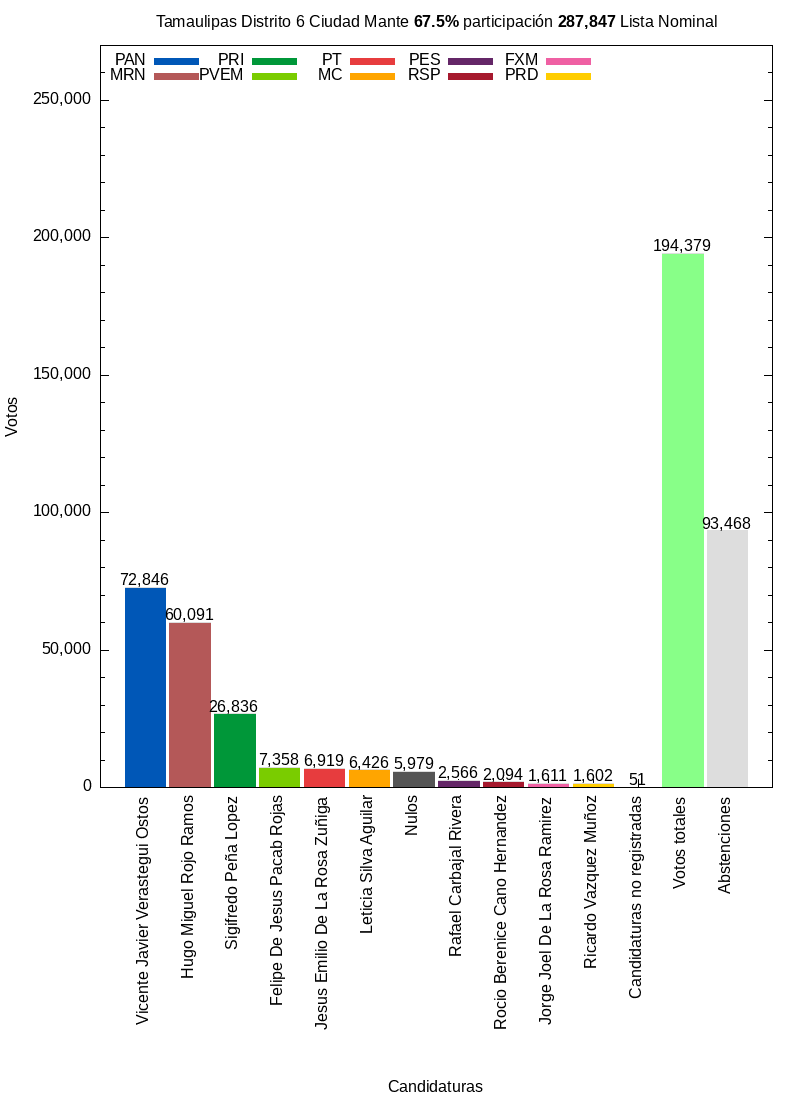 Tamaulipas Distrito 6 Ciudad Mante 67.5% participación 287,847 Lista Nominal
PAN PRI PT PES FXM
MRN PVEM MC RSP PRD
250,000
200,000
150,000
100,000
50,000
0
Votos
72,846
60,091
26,836
7,358
6,919
6,426
5,979
2,566
2,094
1,611
1,602
51
194,379
93,468
Vicente Javier Verastegui Ostos
Hugo Miguel Rojo Ramos
Sigifredo Peña Lopez
Felipe De Jesus Pacab Rojas
Jesus Emilio De La Rosa Zuñiga
Leticia Silva Aguilar
Nulos
Rafael Carbajal Rivera
Rocio Berenice Cano Hernandez
Jorge Joel De La Rosa Ramirez
Ricardo Vazquez Muñoz
Candidaturas no registradas
Votos totales
Abstenciones
Candidaturas